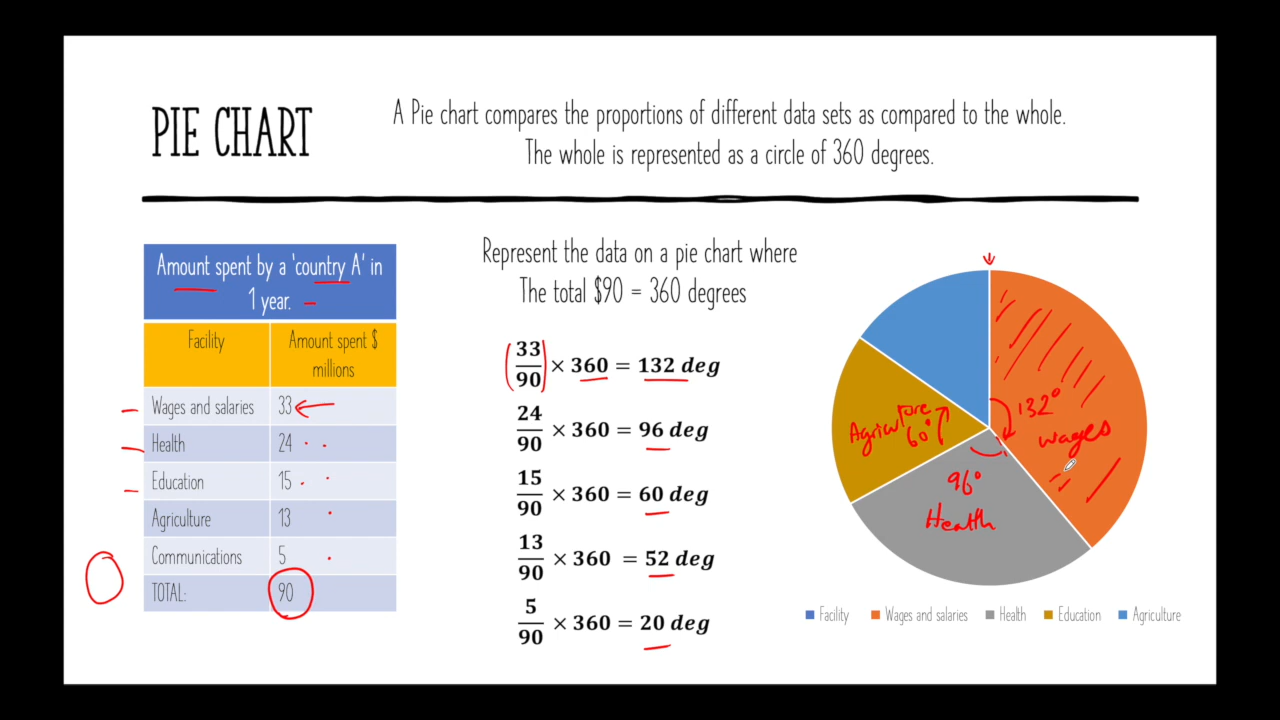 PIE CHART
A Pie chart compares the proportions of different data sets as compared to the whole.
The whole is represented as a circle of 360 degrees.
Amount spent by a 'country A' in
1 year.
Facility
Amount spent $
millions
Wages and salaries 33
Health 24
Education 15
Agriculture 13
Communications 5
TOTAL: 90
Represent the data on a pie chart where
The total $90 = 360 degrees
33/90 × 360 = 132 deg
24/90 × 360 = 96 deg
15/90 × 360 = 60 deg
13/90 × 360 = 52 deg
5/90 × 360 = 20 deg
132°
wages
96°
Health
Agriculture
60°
Facility Wages and salaries Health Education Agriculture